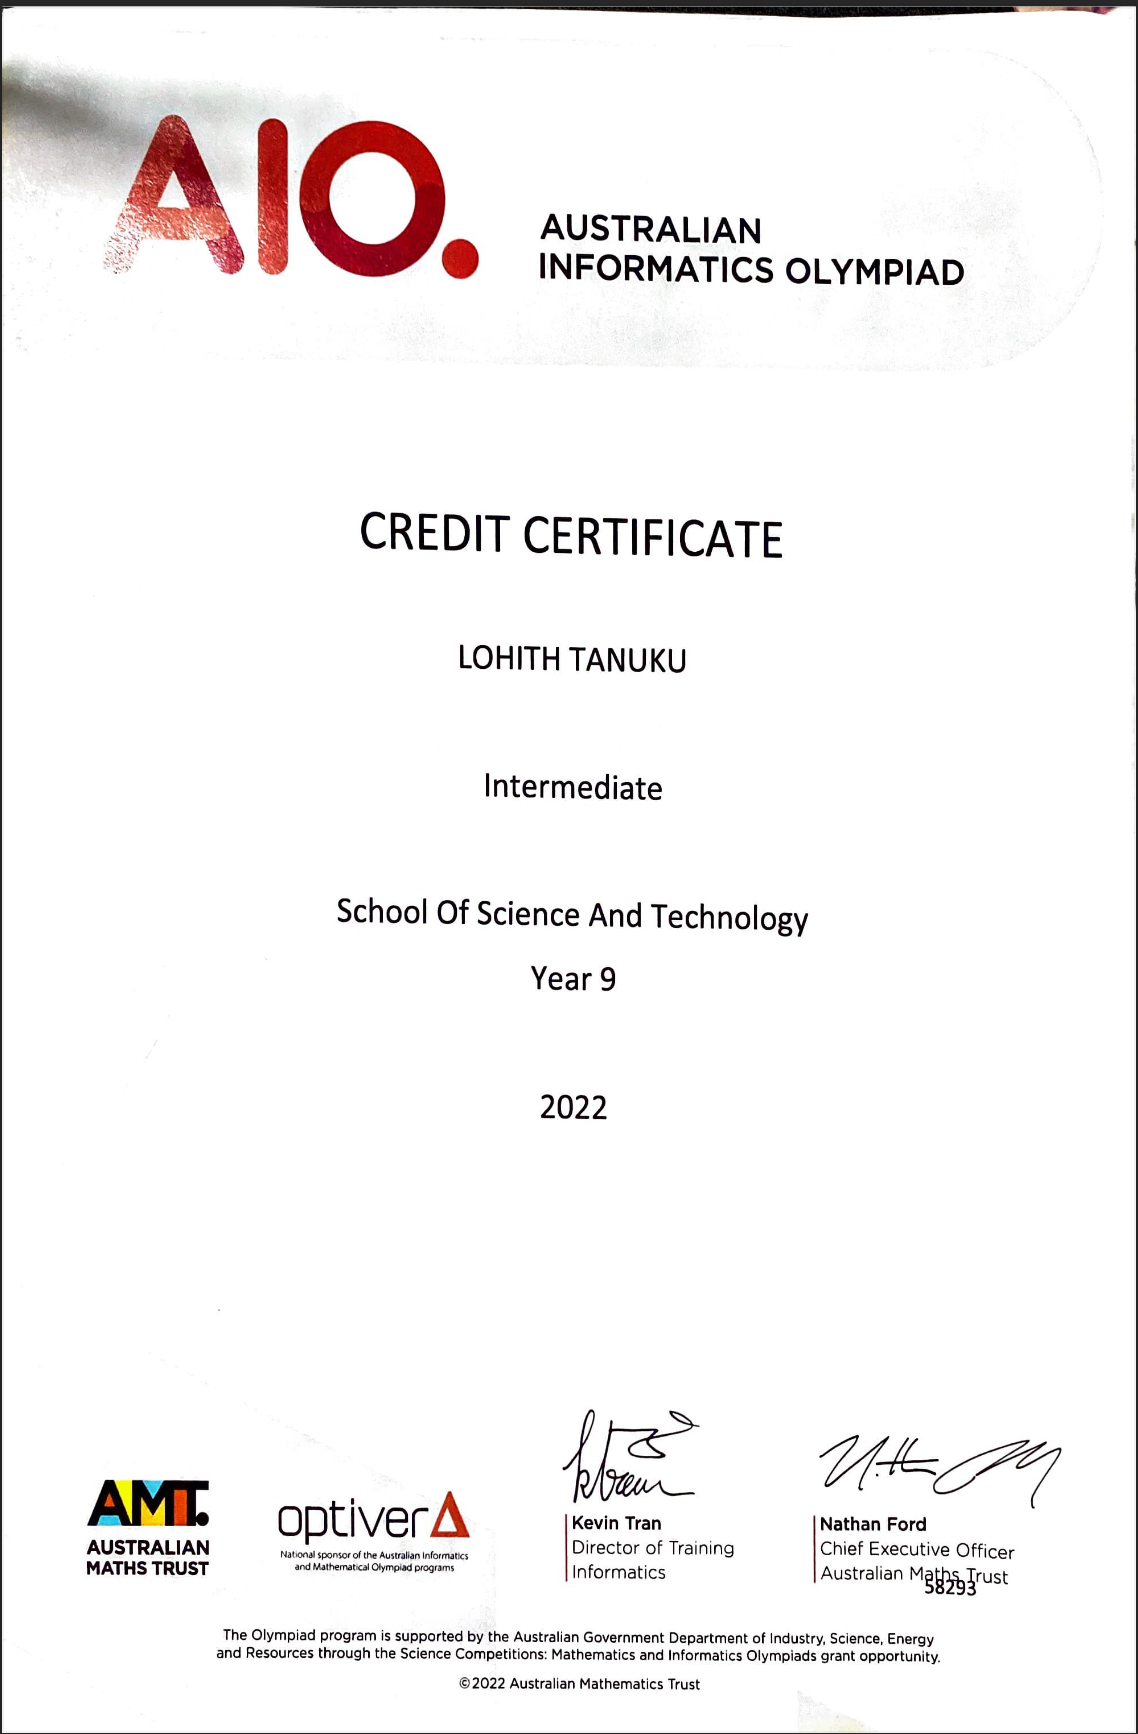 AIO.
AUSTRALIAN
INFORMATICS OLYMPIAD
CREDIT CERTIFICATE
LOHITH TANUKU
Intermediate
School Of Science And Technology
Year 9
2022
AMT.
AUSTRALIAN
MATHS TRUST
optiver
National sponsor of the Australian Informatics
and Mathematical Olympiad programs
Kevin Tran
Director of Training
Informatics
Nathan Ford
Chief Executive Officer
Australian Maths Trust
58293
The Olympiad program is supported by the Australian Government Department of Industry, Science, Energy
and Resources through the Science Competitions: Mathematics and Informatics Olympiads grant opportunity.
©2022 Australian Mathematics Trust